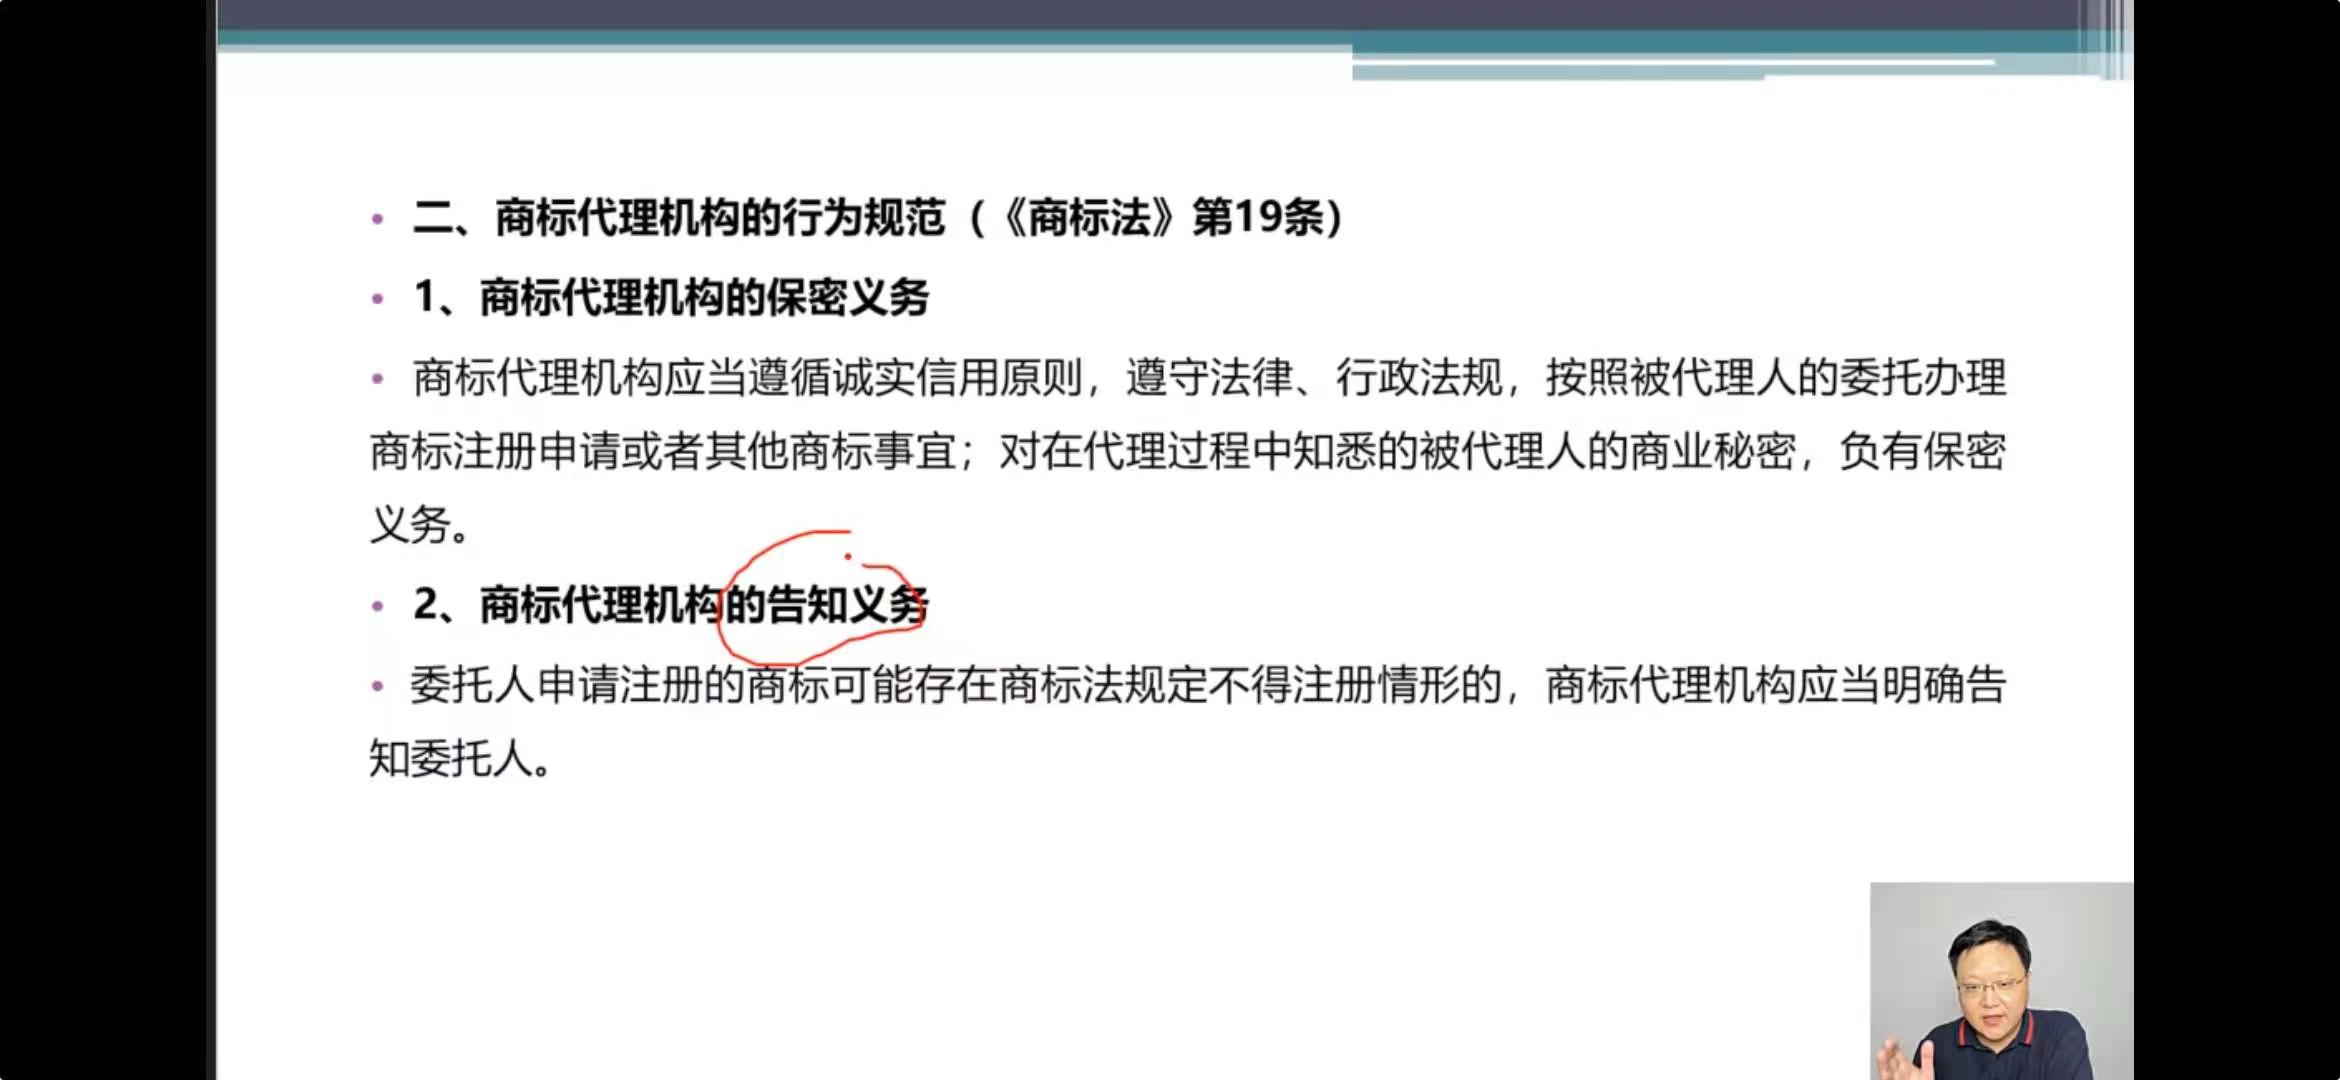 二、商标代理机构的行为规范（《商标法》第19条）
1、商标代理机构的保密义务
商标代理机构应当遵循诚实信用原则，遵守法律、行政法规，按照被代理人的委托办理
商标注册申请或者其他商标事宜；对在代理过程中知悉的被代理人的商业秘密，负有保密
义务。
2、商标代理机构的告知义务
委托人申请注册的商标可能存在商标法规定不得注册情形的，商标代理机构应当明确告
知委托人。